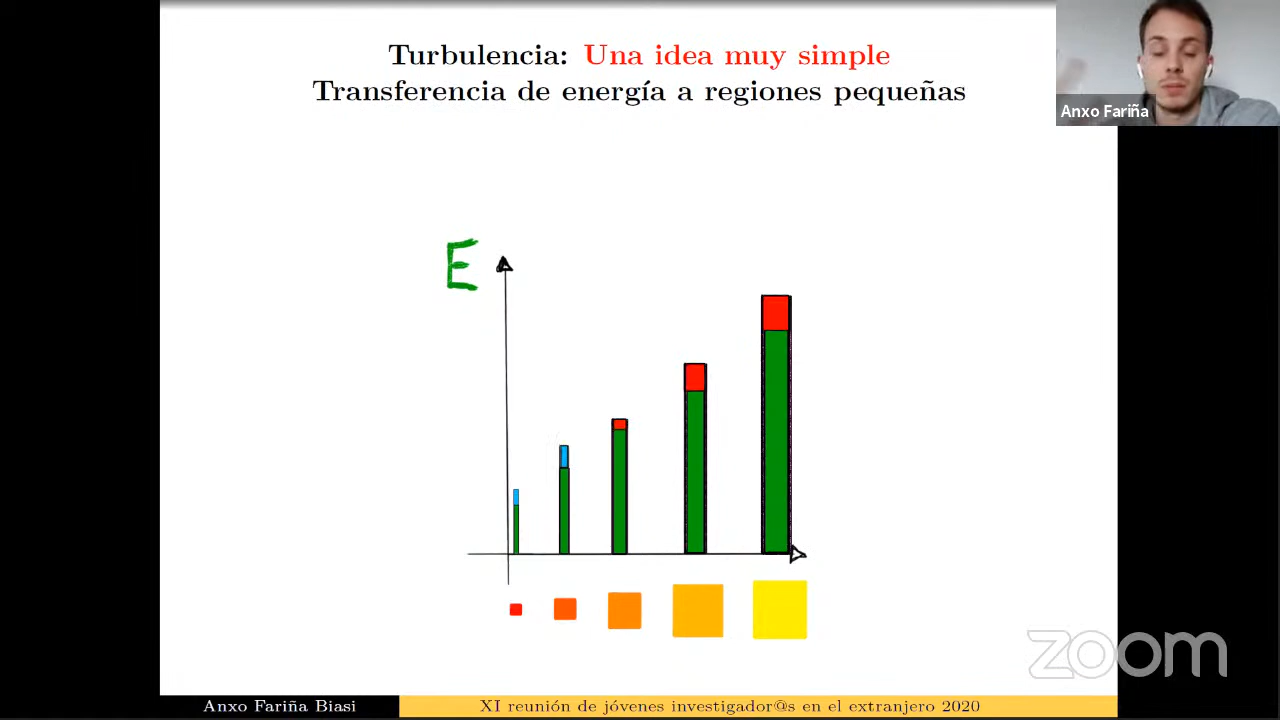 Turbulencia: Una idea muy simple
Transferencia de energía a regiones pequeñas
Anxo Fariña
E
zoom
Anxo Fariña Biasi
XI reunión de jóvenes investigador@s en el extranjero 2020